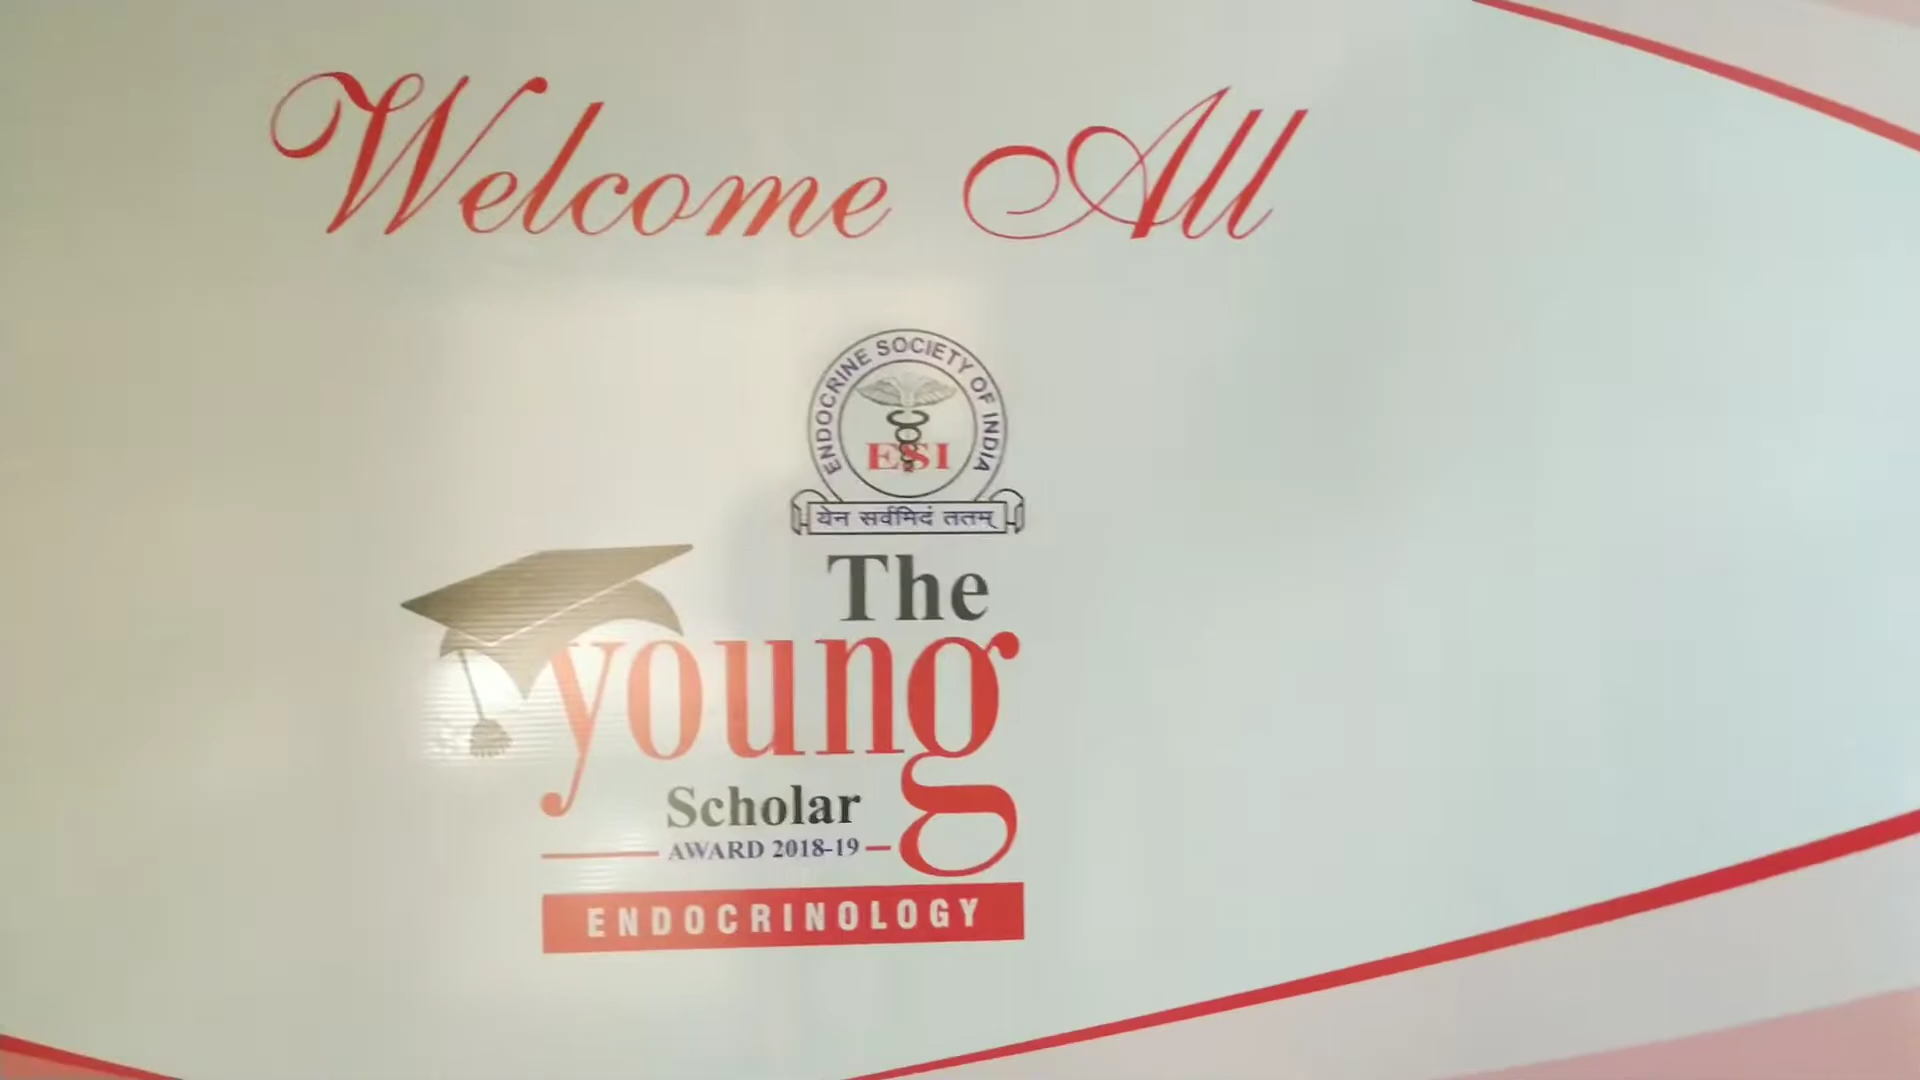 Welcome All
ENDOCRINE SOCIETY OF INDIA
ESI
येन सर्वमिदं ततम्
The
young
Scholar
AWARD 2018-19
ENDOCRINOLOGY